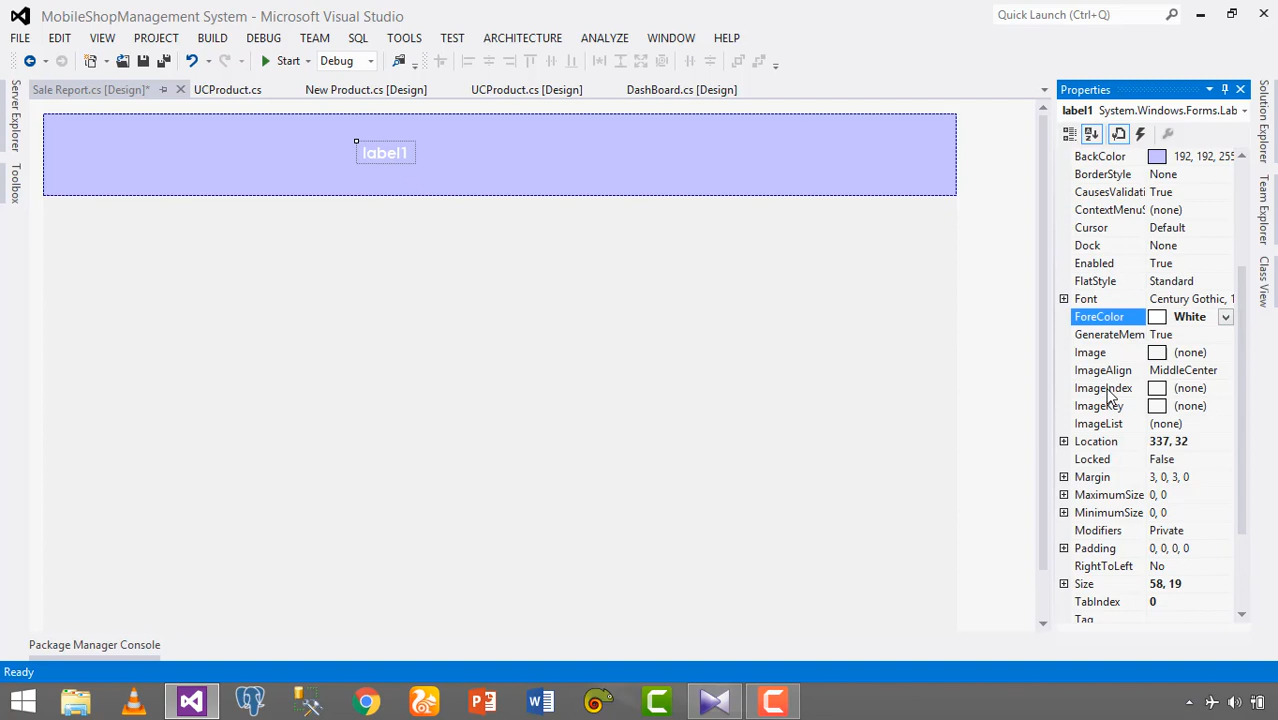 MobileShopManagement System - Microsoft Visual Studio
Quick Launch (Ctrl+Q)
FILE EDIT VIEW PROJECT BUILD DEBUG TEAM SQL TOOLS TEST ARCHITECTURE ANALYZE WINDOW HELP
Start Debug
Sale Report.cs [Design]* UCProduct.cs New Product.cs [Design] UCProduct.cs [Design] DashBoard.cs [Design]
Server Explorer
Toolbox
label1
Properties
label1 System.Windows.Forms.Lab
BackColor 192, 192, 255
BorderStyle None
CausesValidati True
ContextMenuS (none)
Cursor Default
Dock None
Enabled True
FlatStyle Standard
Font Century Gothic, 1
ForeColor White
GenerateMem True
Image (none)
ImageAlign MiddleCenter
ImageIndex (none)
ImageKey (none)
ImageList (none)
Location 337, 32
Locked False
Margin 3, 0, 3, 0
MaximumSize 0, 0
MinimumSize 0, 0
Modifiers Private
Padding 0, 0, 0, 0
RightToLeft No
Size 58, 19
TabIndex 0
Tag
Solution Explorer
Team Explorer
Class View
Package Manager Console
Ready